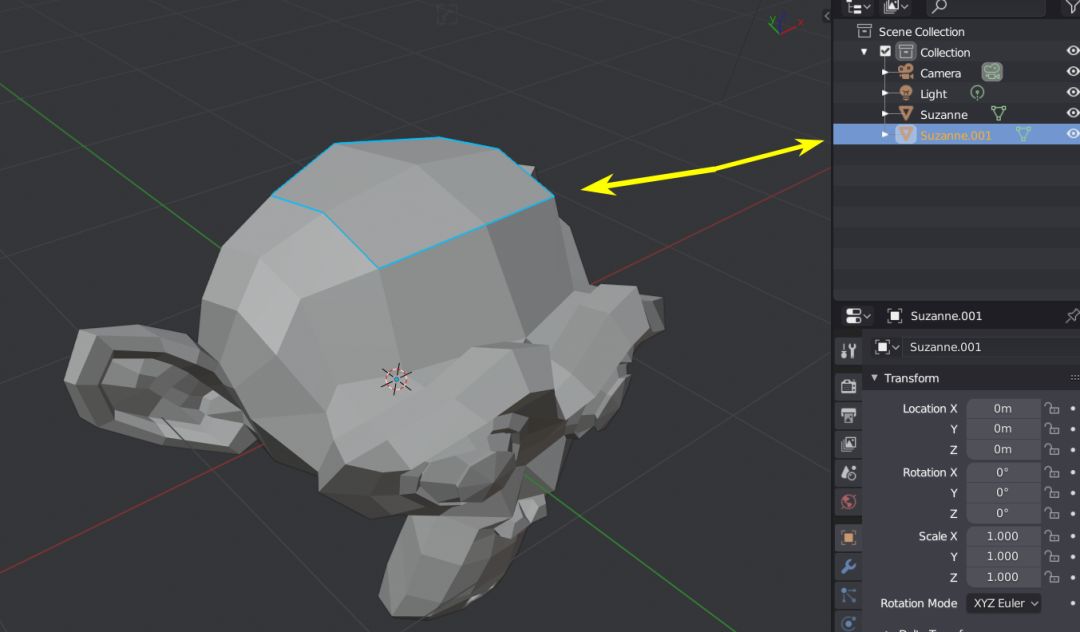 Y X
Scene Collection
Collection
Camera
Light
Suzanne
Suzanne.001
Suzanne.001
Suzanne.001
Transform
Location X 0m
Y 0m
Z 0m
Rotation X 0°
Y 0°
Z 0°
Scale X 1.000
Y 1.000
Z 1.000
Rotation Mode XYZ Euler